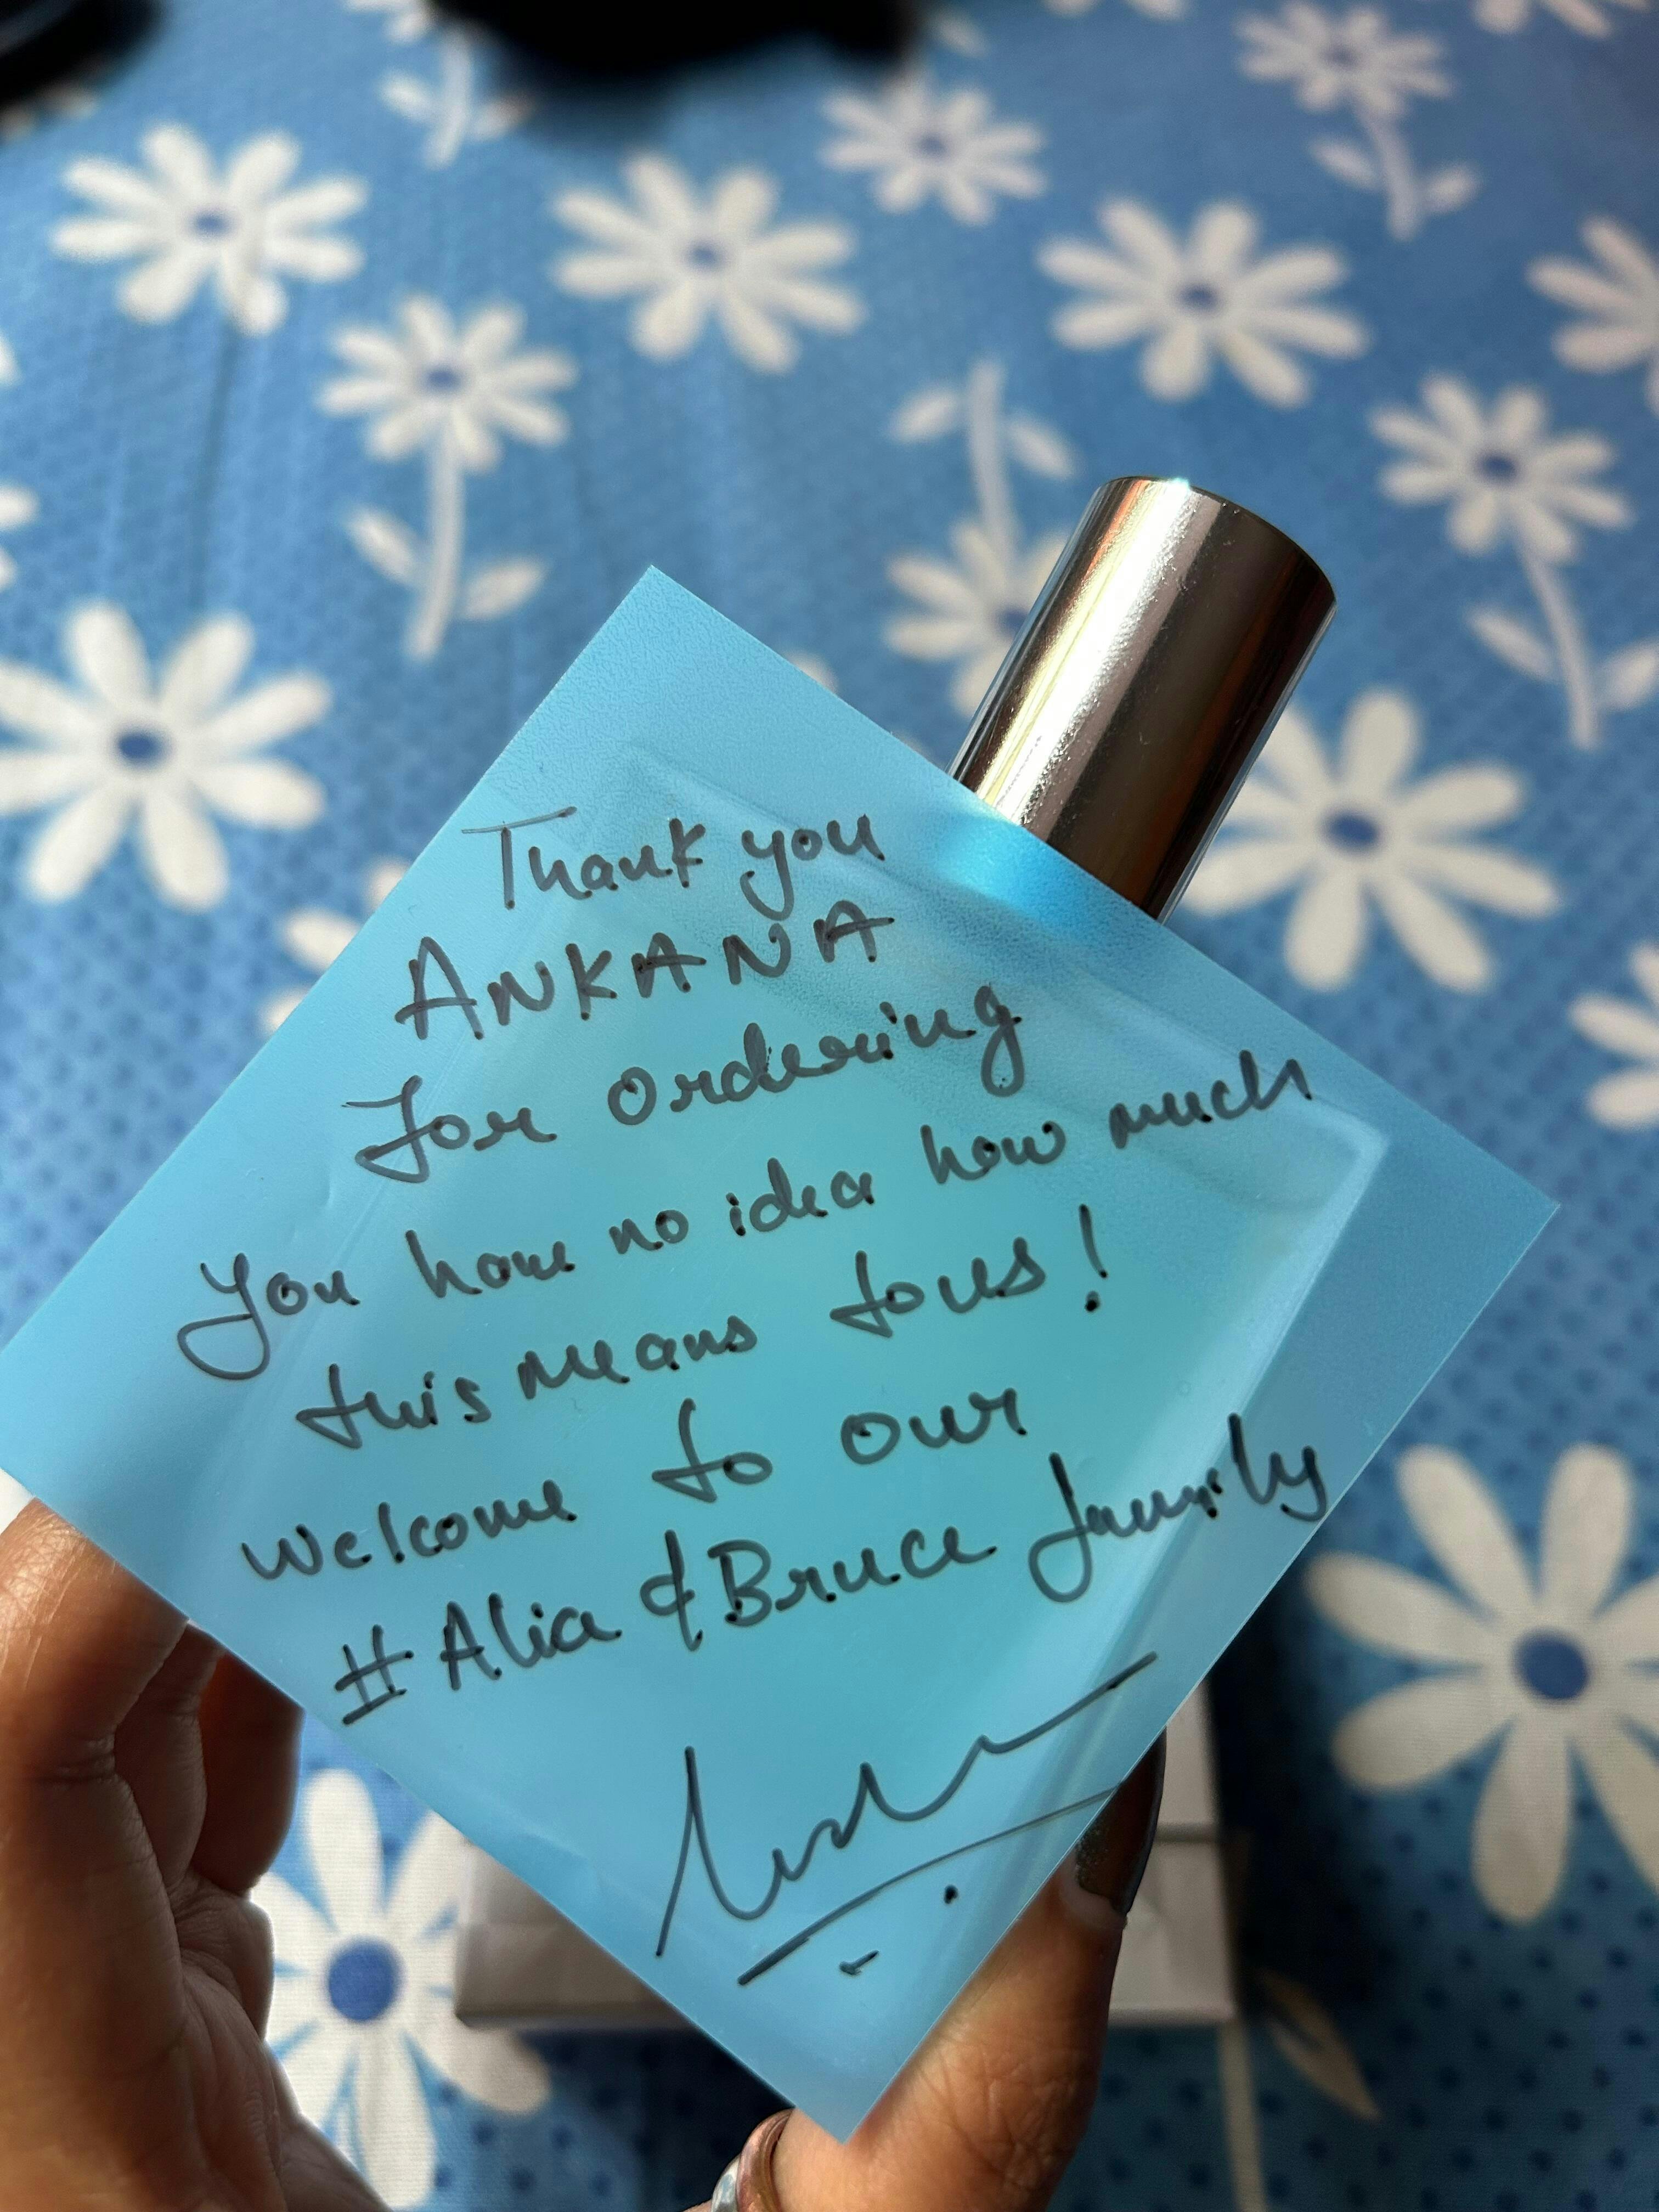 Thank you
ANKANA
for ordering
You have no idea how much
this means to us!
Welcome to our
#Alia & Bruce family